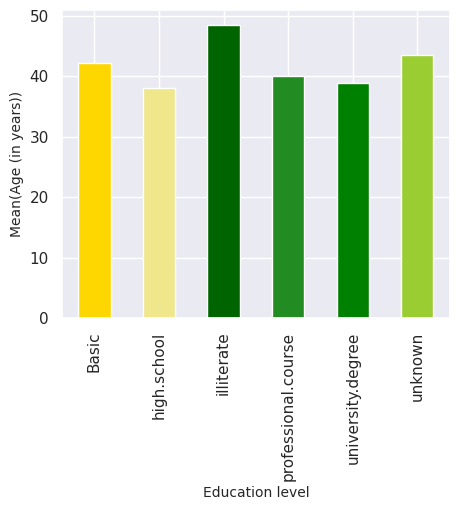 Mean(Age (in years))
50
40
30
20
10
0
Basic
high.school
illiterate
professional.course
university.degree
unknown
Education level